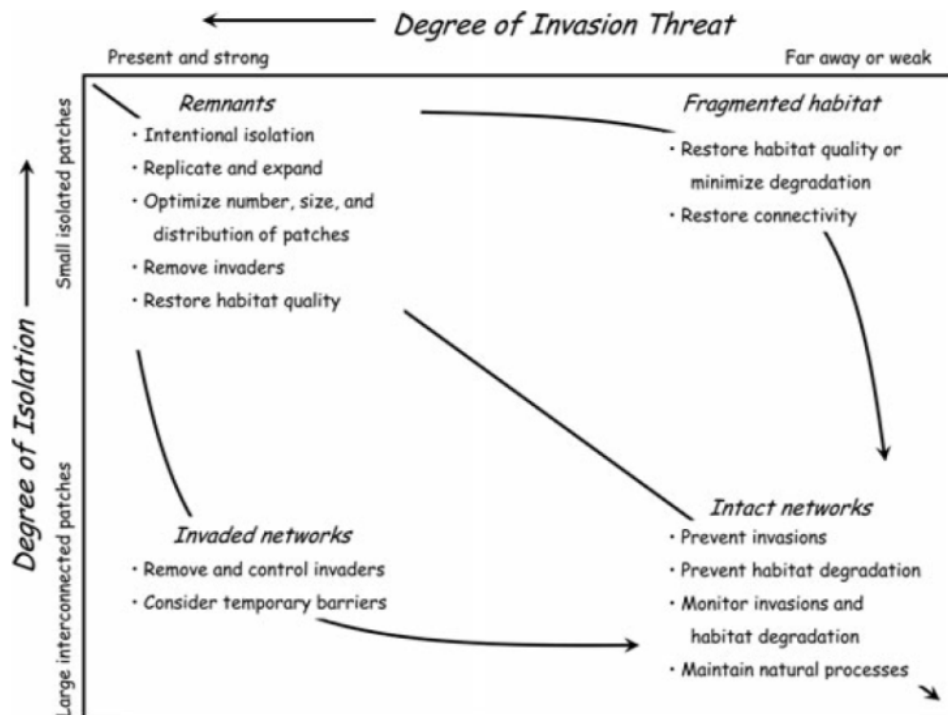 Degree of Invasion Threat
Present and strong
Far away or weak
Degree of Isolation
Small isolated patches
Large interconnected patches
Remnants
· Intentional isolation
· Replicate and expand
· Optimize number, size, and
distribution of patches
· Remove invaders
· Restore habitat quality
Fragmented habitat
· Restore habitat quality or
minimize degradation
· Restore connectivity
Invaded networks
· Remove and control invaders
· Consider temporary barriers
Intact networks
· Prevent invasions
· Prevent habitat degradation
· Monitor invasions and
habitat degradation
· Maintain natural processes